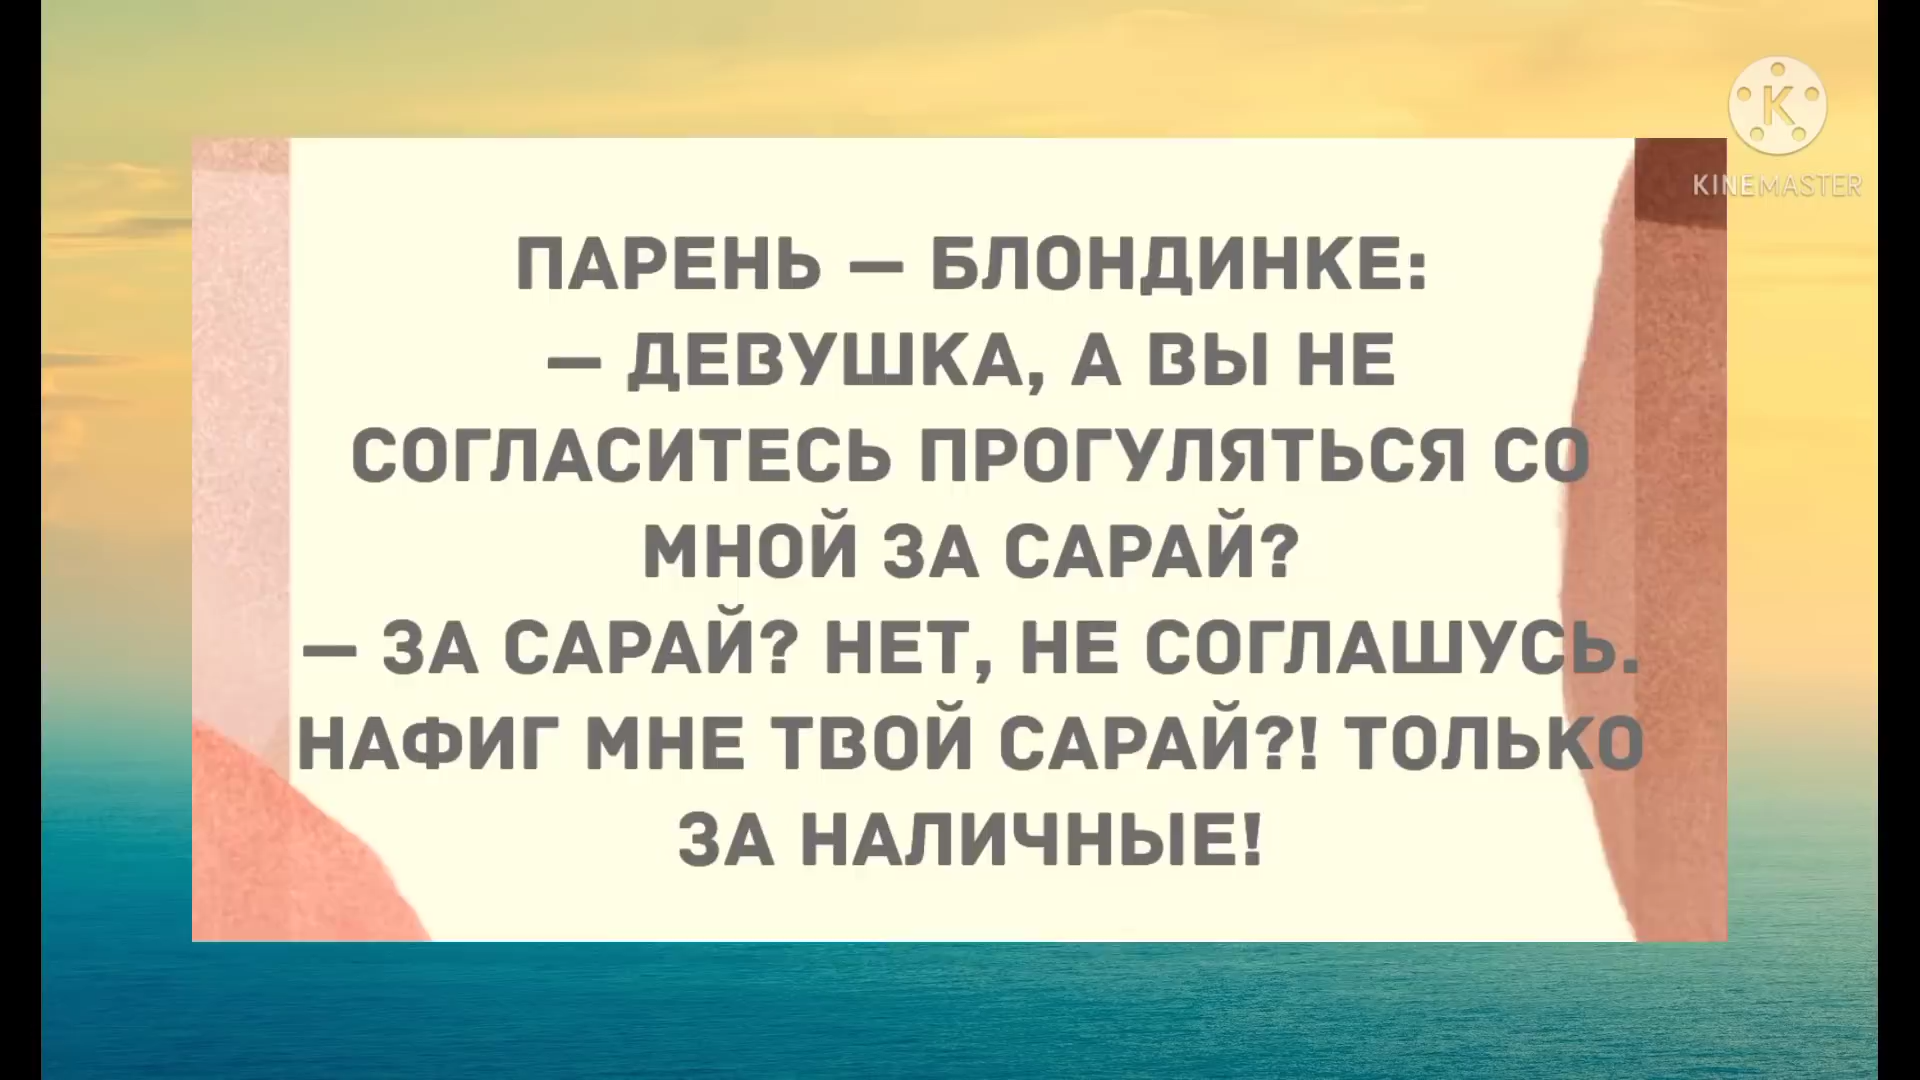 ПАРЕНЬ — БЛОНДИНКЕ:
— ДЕВУШКА, А ВЫ НЕ
СОГЛАСИТЕСЬ ПРОГУЛЯТЬСЯ СО
МНОЙ ЗА САРАЙ?
— ЗА САРАЙ? НЕТ, НЕ СОГЛАШУСЬ.
НАФИГ МНЕ ТВОЙ САРАЙ?! ТОЛЬКО
ЗА НАЛИЧНЫЕ!
K
KINEMASTER